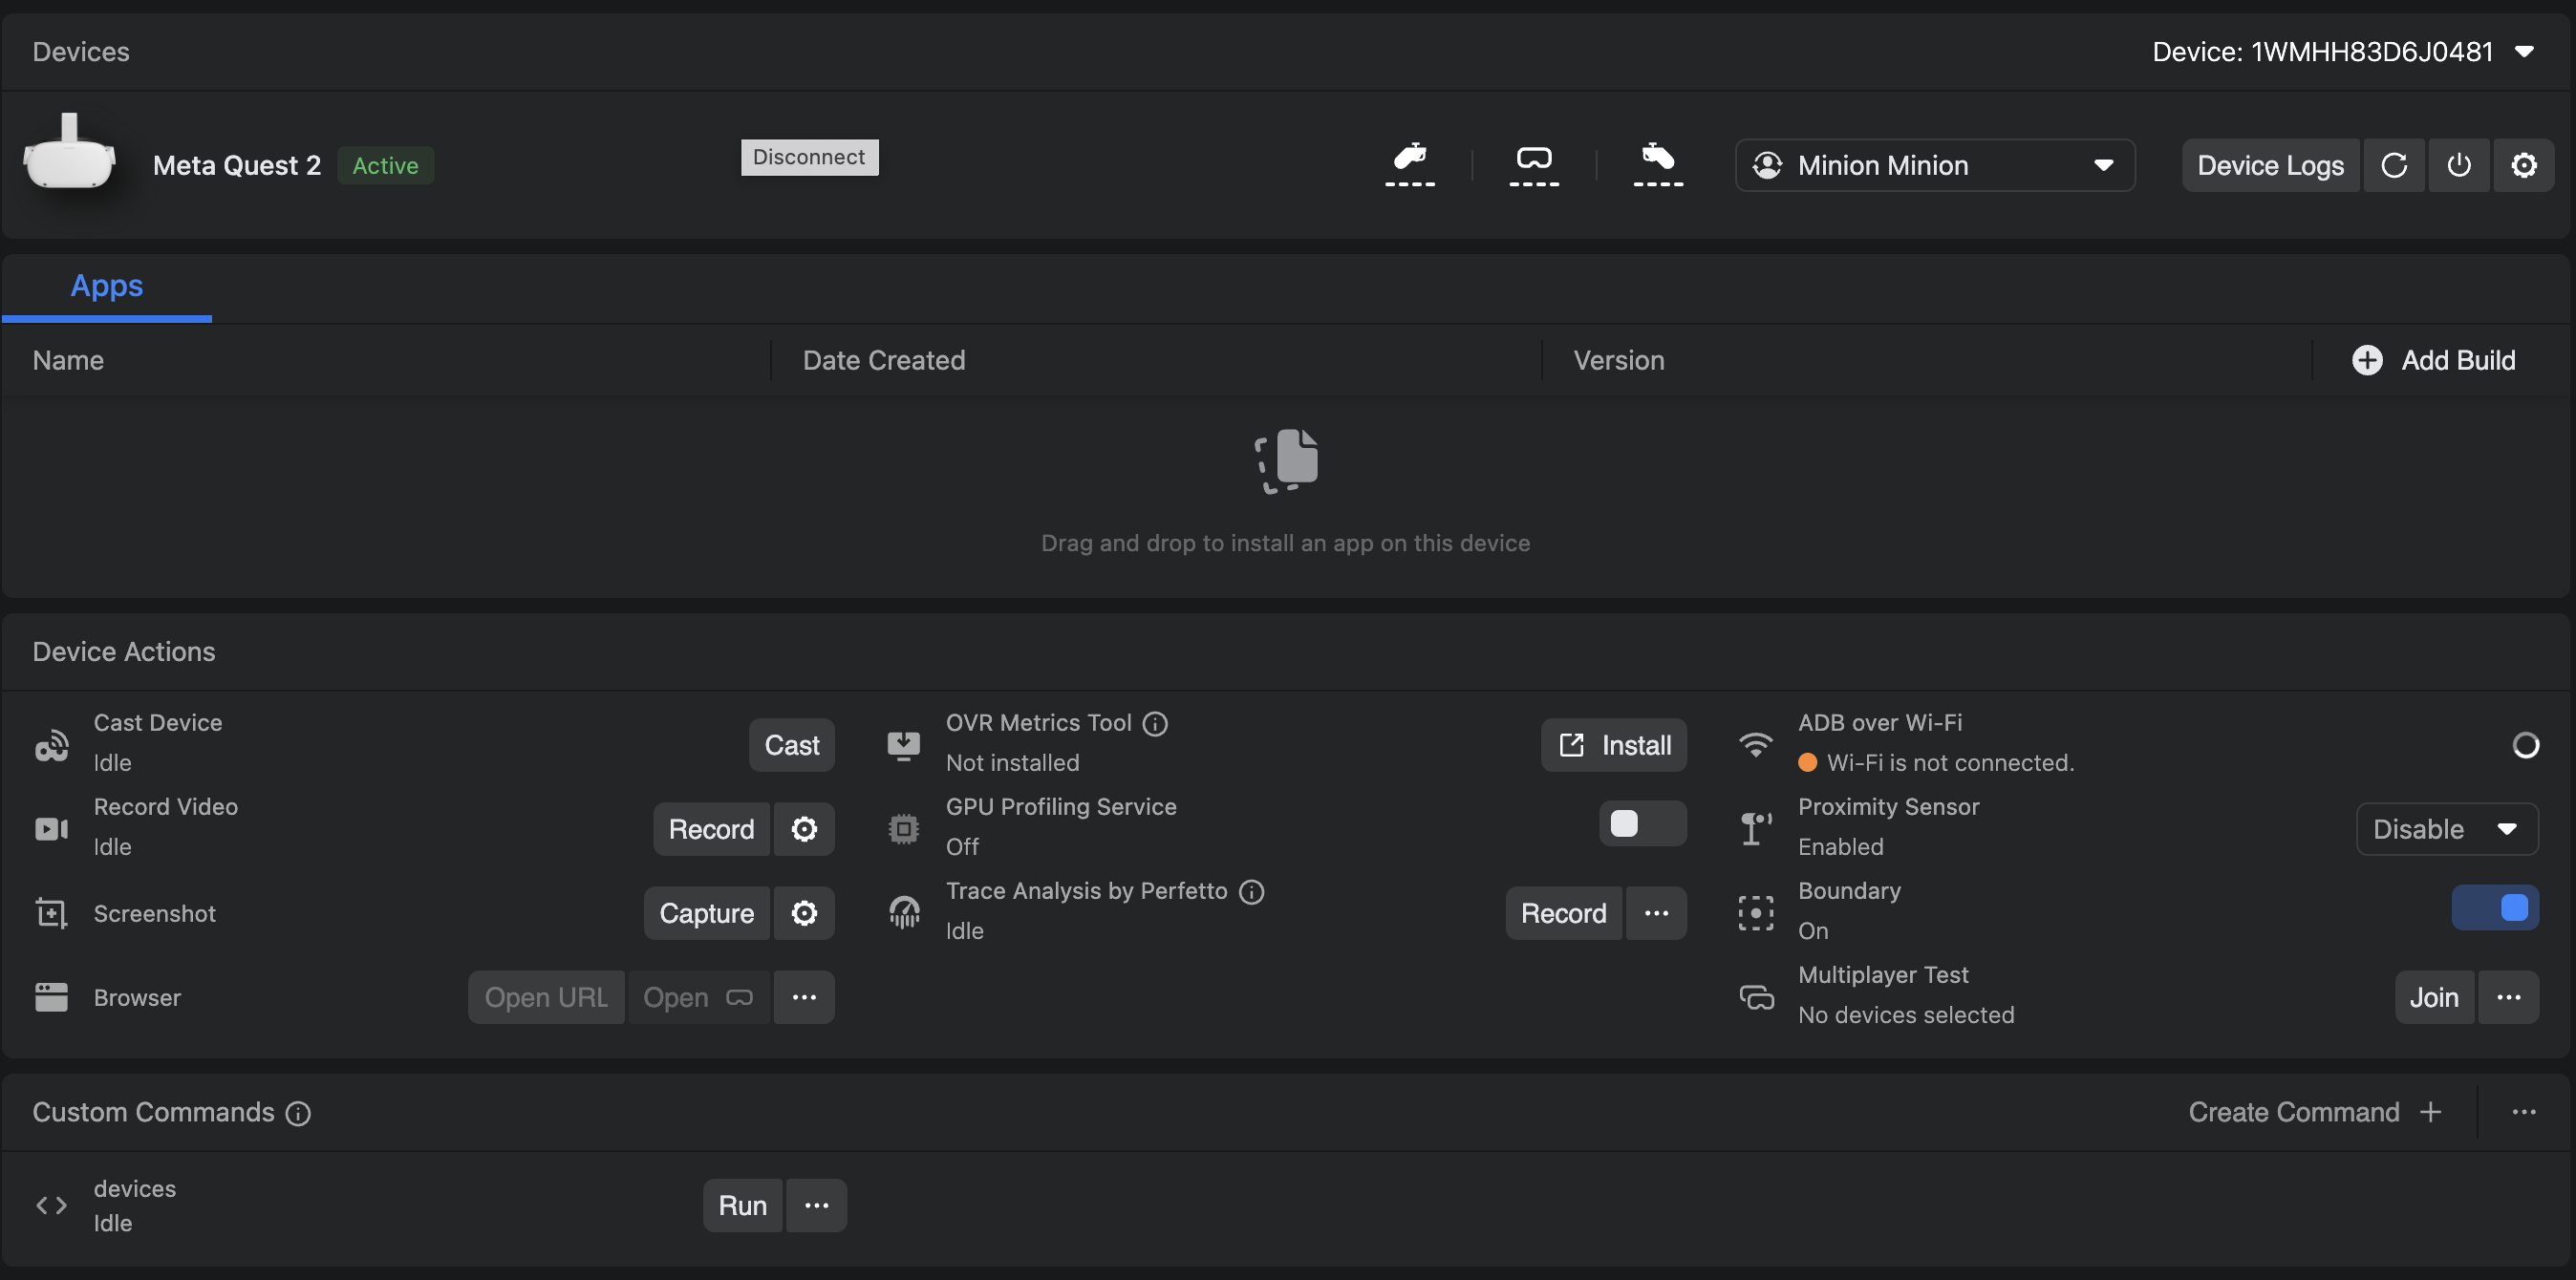 Devices
Device: 1WMHH83D6J0481
Meta Quest 2 Active Disconnect Minion Minion Device Logs
Apps
Name Date Created Version Add Build
Drag and drop to install an app on this device
Device Actions
Cast Device
Idle
Cast
OVR Metrics Tool
Not installed
Install
ADB over Wi-Fi
Wi-Fi is not connected.
Record Video
Idle
Record
GPU Profiling Service
Off
Proximity Sensor
Enabled
Disable
Screenshot
Capture
Trace Analysis by Perfetto
Idle
Record
Boundary
On
Browser
Open URL Open
Multiplayer Test
No devices selected
Join
Custom Commands
Create Command +
devices
Idle
Run